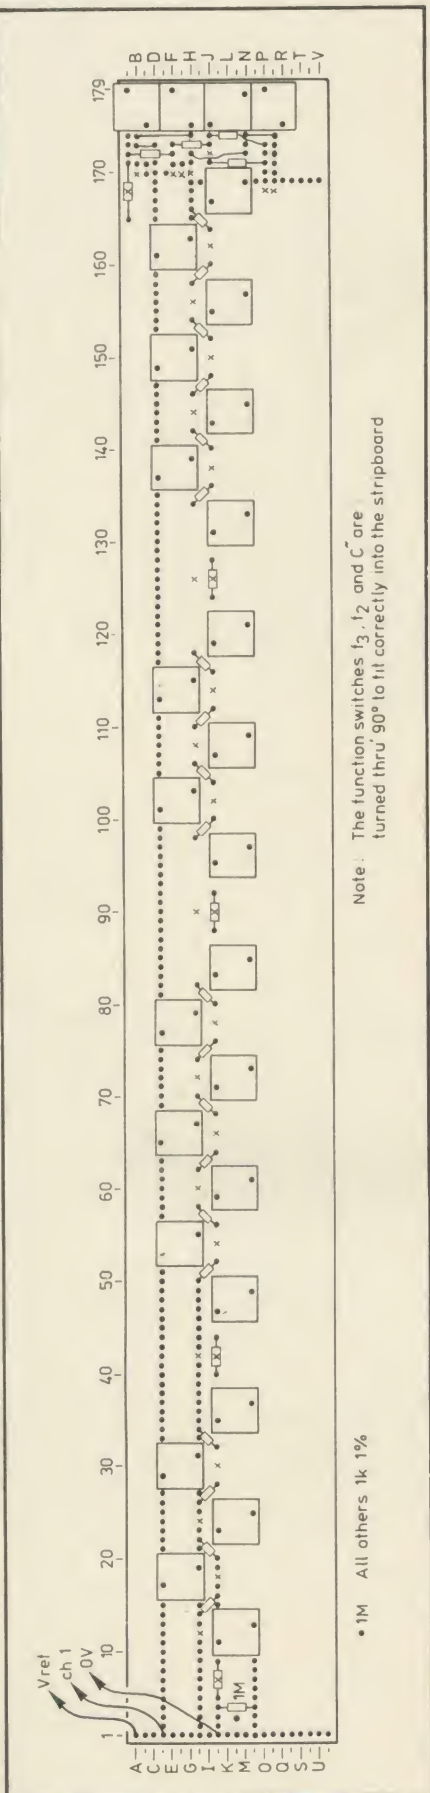 Vref
ch 1
0V
1 10 20 30 40 50 60 70 80 90 100 110 120 130 140 150 160 170 179
A
C
E
G
I
K
M
O
Q
S
U
B
D
F
H
J
L
N
P
R
T
V
1M
• 1M All others 1k 1%
Note: The function switches f3, f2 and C̃ are
turned thru' 90° to fit correctly into the stripboard